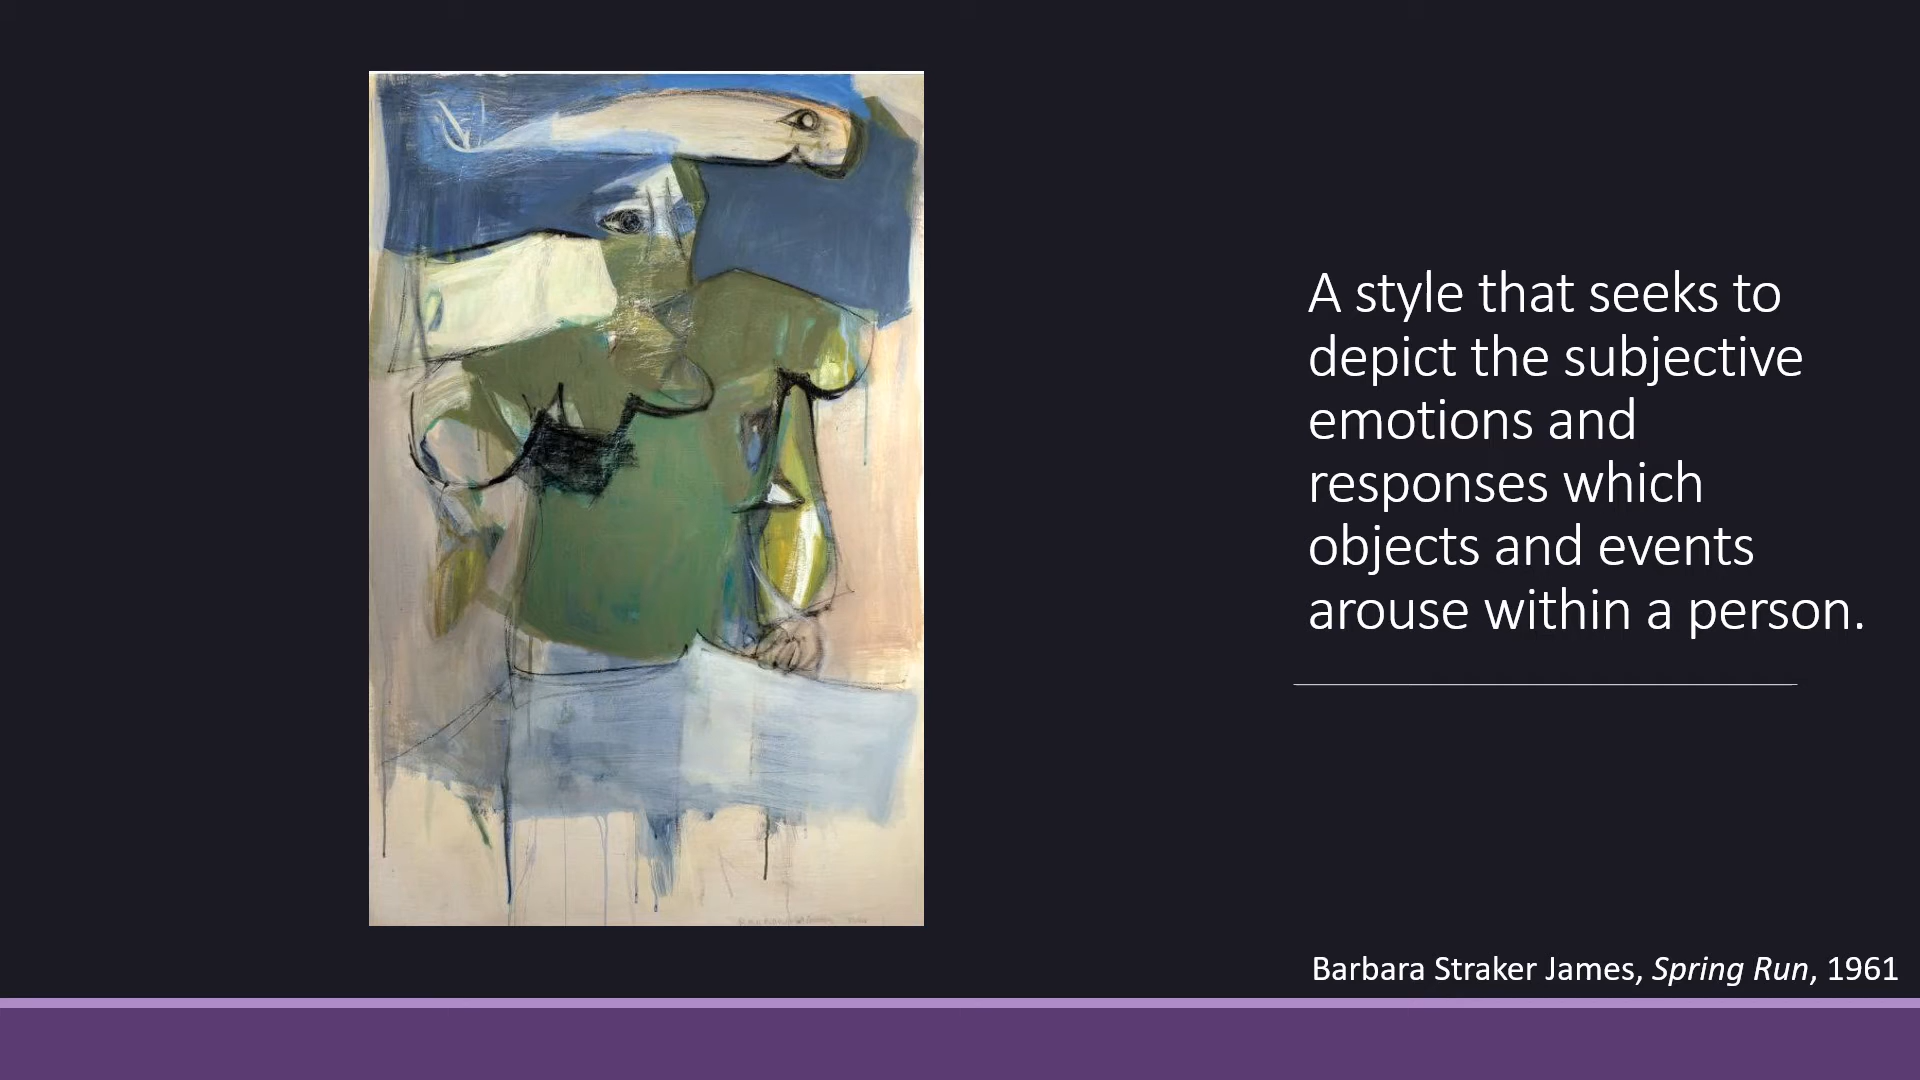 A style that seeks to
depict the subjective
emotions and
responses which
objects and events
arouse within a person.
Barbara Straker James, Spring Run, 1961